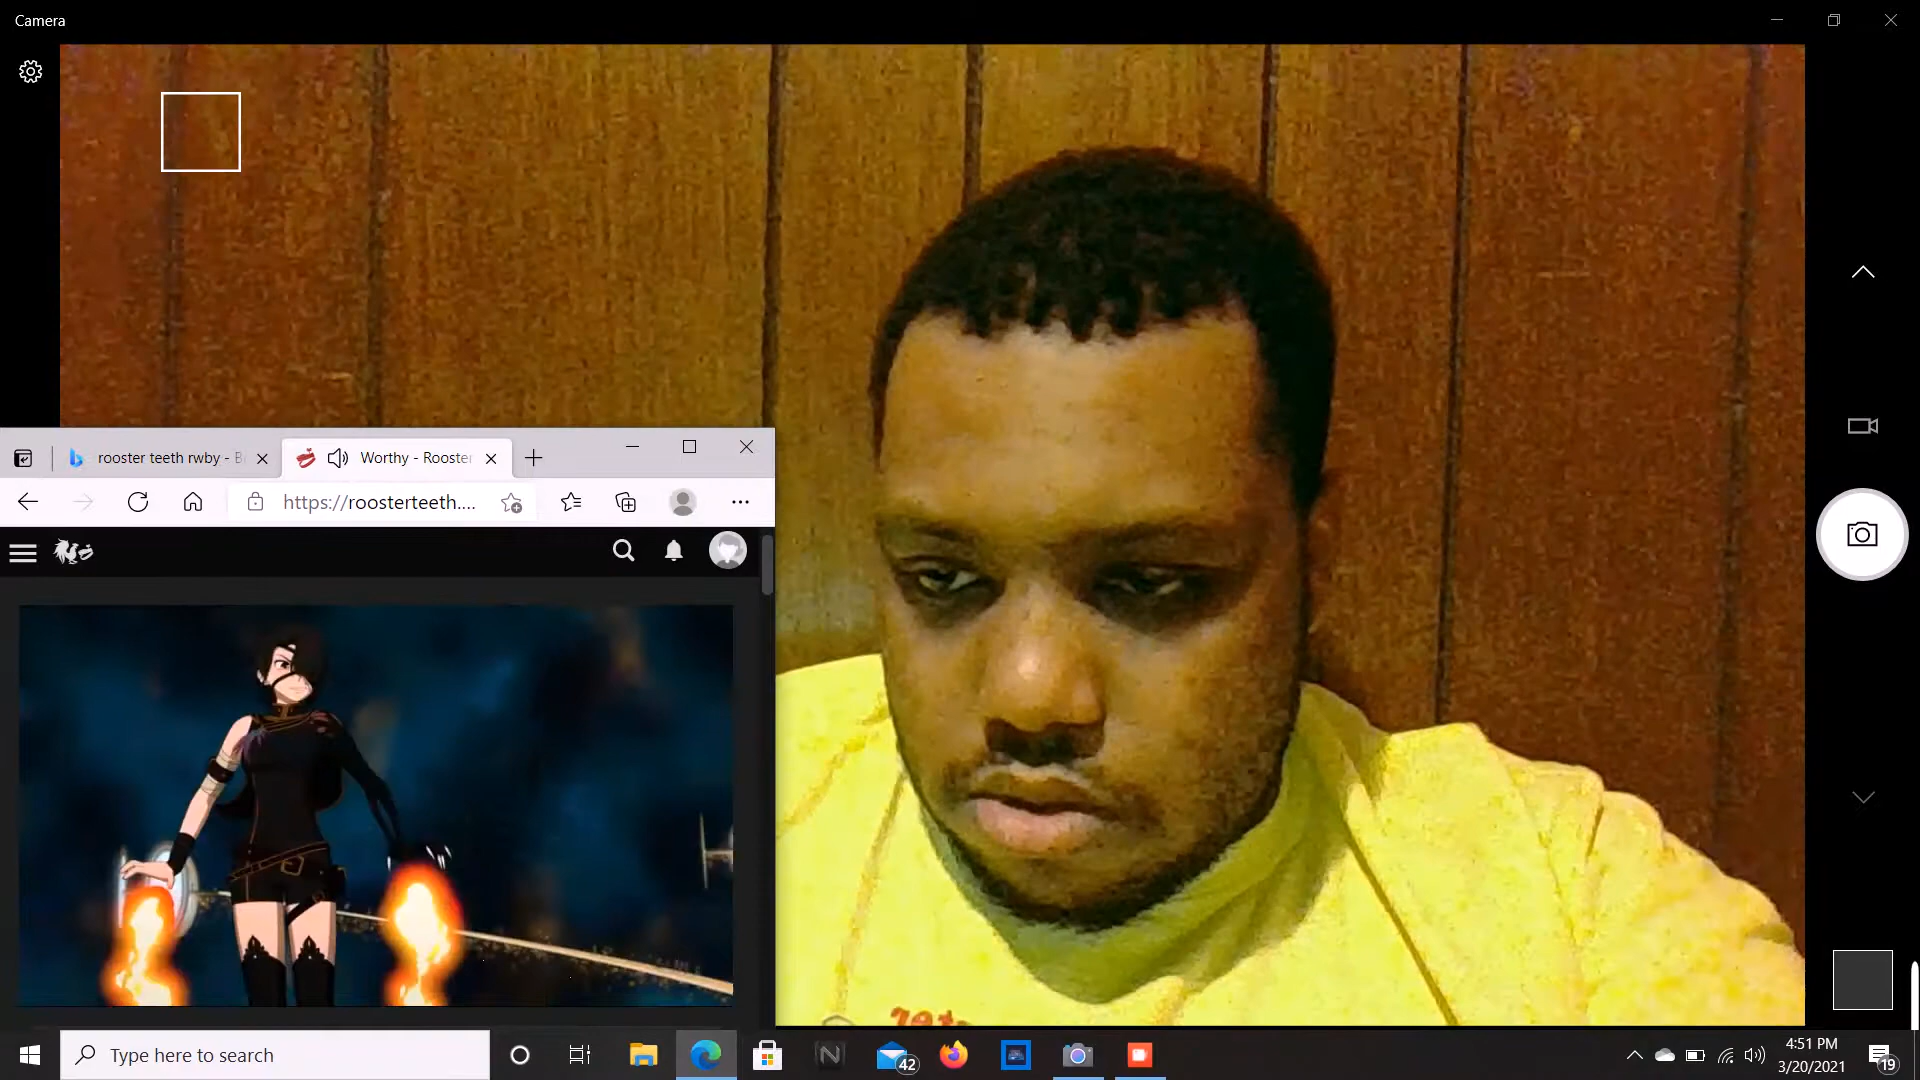 Camera
rooster teeth rwby - B
Worthy - Rooster
https://roosterteeth....
Type here to search
42
4:51 PM
3/20/2021
19